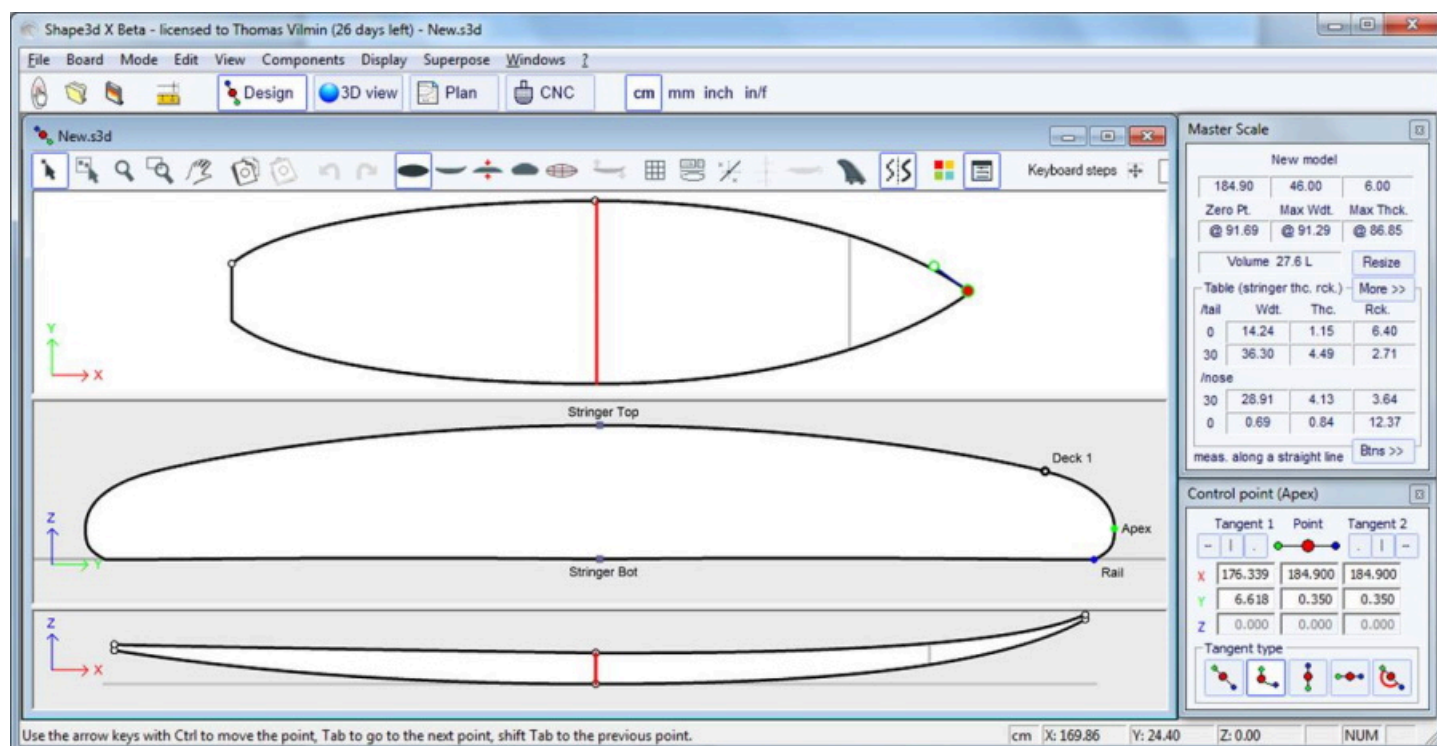 Shape3d X Beta - licensed to Thomas Vilmin (26 days left) - New.s3d
File Board Mode Edit View Components Display Superpose Windows ?
Design 3D view Plan CNC cm mm inch in/f
New.s3d
Keyboard steps
Y
X
Stringer Top
Deck 1
Apex
Z
Y
Stringer Bot
Rail
Z
X
Master Scale
New model
184.90 46.00 6.00
Zero Pt. Max Wdt. Max Thck.
@ 91.69 @ 91.29 @ 86.85
Volume 27.6 L Resize
Table (stringer thc. rck.) More >>
/tail Wdt. Thc. Rck.
0 14.24 1.15 6.40
30 36.30 4.49 2.71
/nose
30 28.91 4.13 3.64
0 0.69 0.84 12.37
meas. along a straight line Btns >>
Control point (Apex)
Tangent 1 Point Tangent 2
X 176.339 184.900 184.900
Y 6.618 0.350 0.350
Z 0.000 0.000 0.000
Tangent type
Use the arrow keys with Ctrl to move the point, Tab to go to the next point, shift Tab to the previous point. cm X: 169.86 Y: 24.40 Z: 0.00 NUM